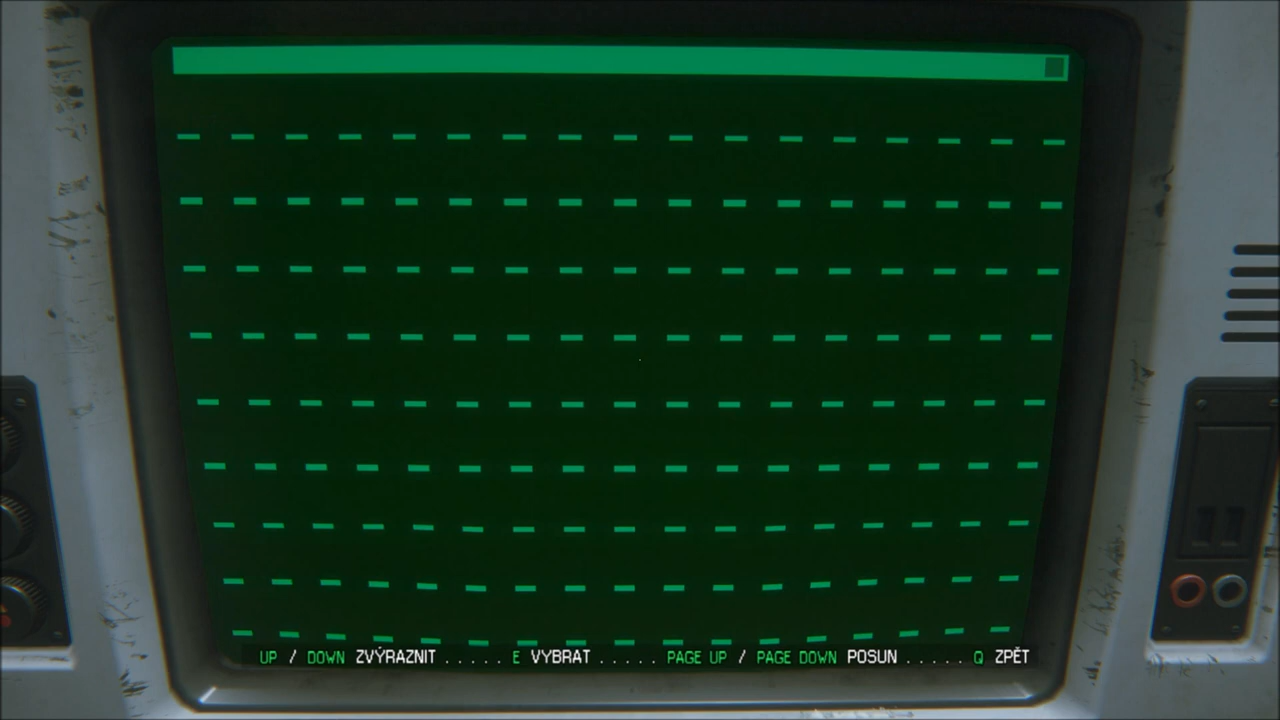 UP / DOWN ZVÝRAZNIT ..... E VYBRAT ..... PAGE UP / PAGE DOWN POSUN ..... Q ZPĚT